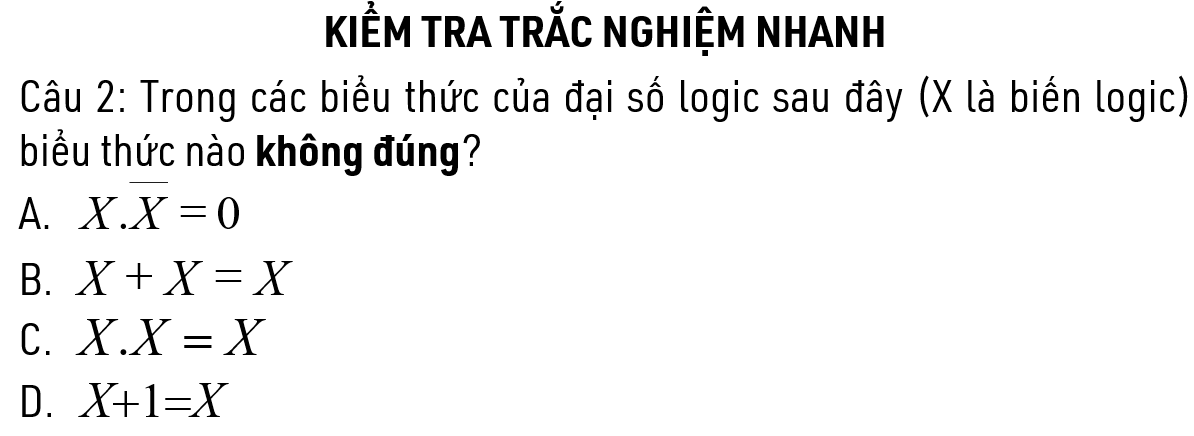 KIỂM TRA TRẮC NGHIỆM NHANH
Câu 2: Trong các biểu thức của đại số logic sau đây (X là biến logic)
biểu thức nào không đúng?
A. X.X̅ = 0
B. X + X = X
C. X.X = X
D. X+1=X